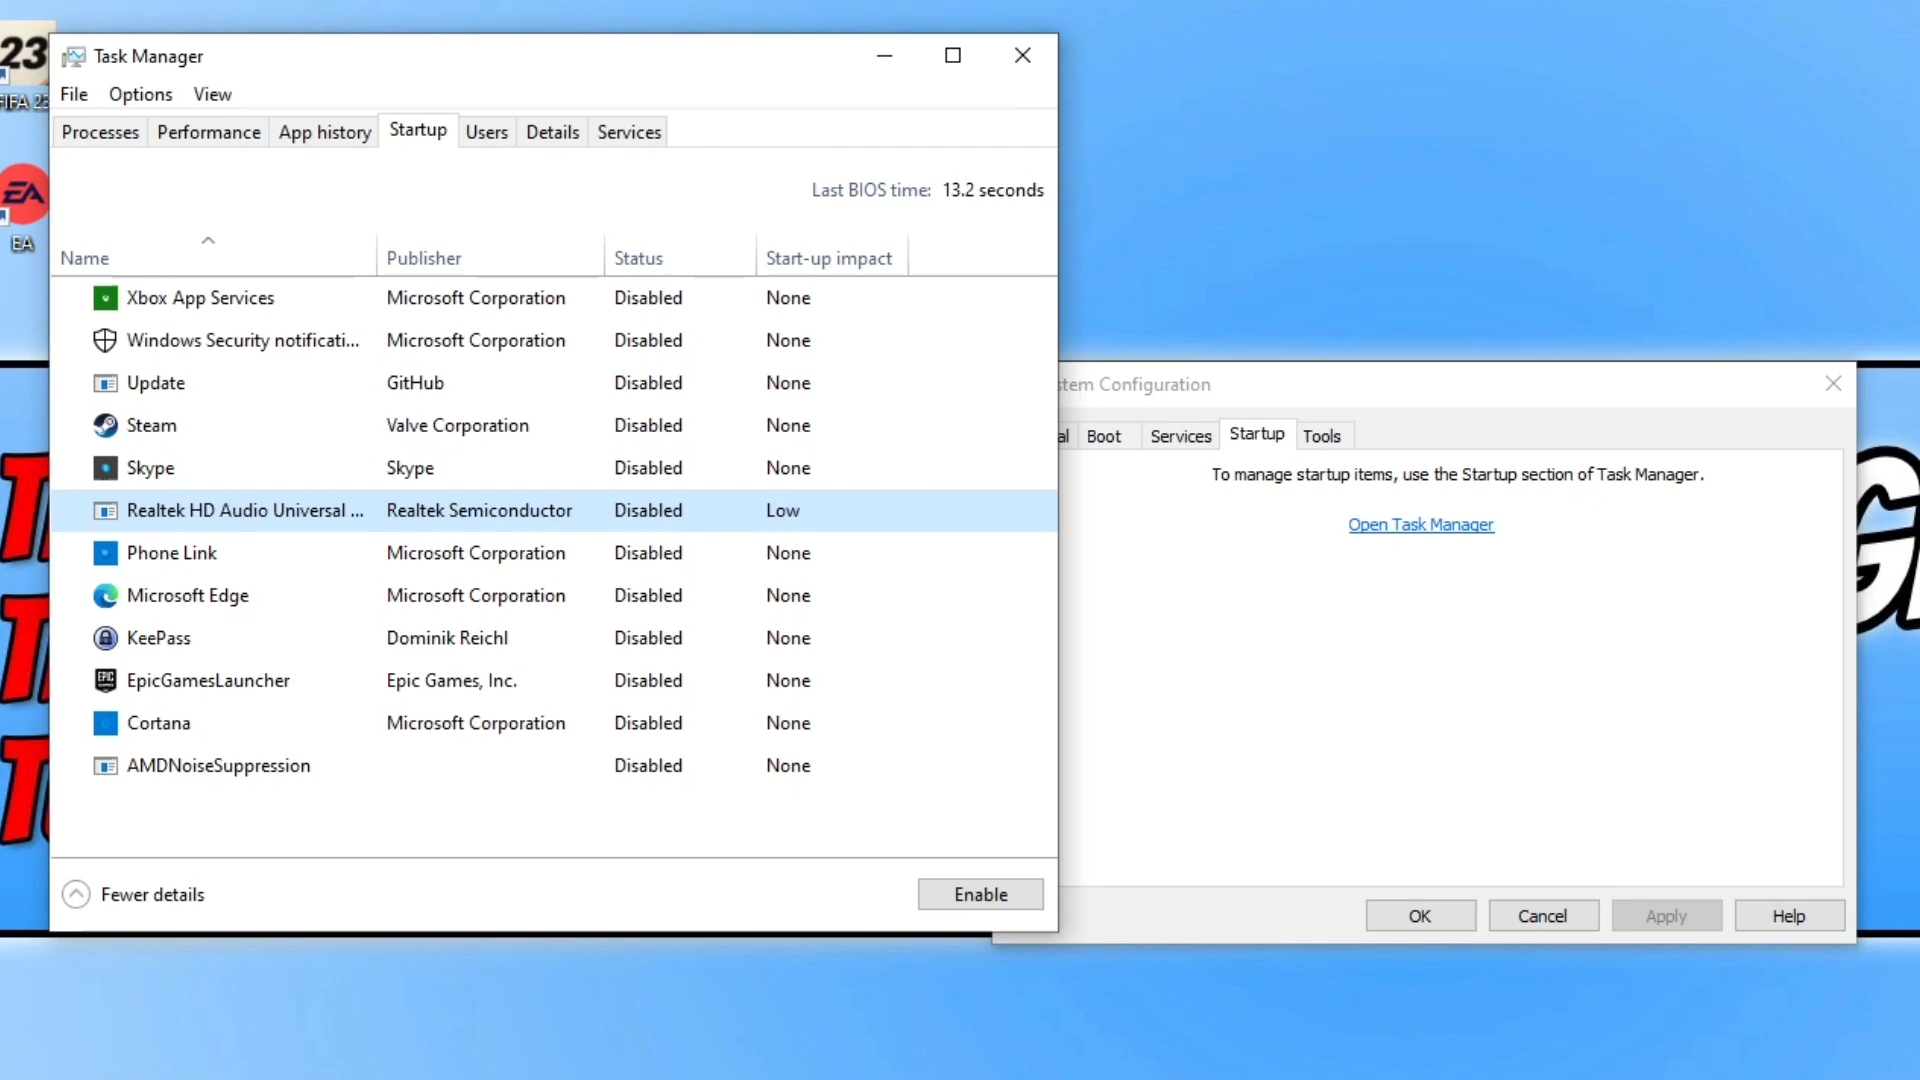 23
FIFA 23
EA
EA
Task Manager
File Options View
Processes Performance App history Startup Users Details Services
Last BIOS time: 13.2 seconds
Name Publisher Status Start-up impact
Xbox App Services Microsoft Corporation Disabled None
Windows Security notificati... Microsoft Corporation Disabled None
Update GitHub Disabled None
Steam Valve Corporation Disabled None
Skype Skype Disabled None
Realtek HD Audio Universal ... Realtek Semiconductor Disabled Low
Phone Link Microsoft Corporation Disabled None
Microsoft Edge Microsoft Corporation Disabled None
KeePass Dominik Reichl Disabled None
EpicGamesLauncher Epic Games, Inc. Disabled None
Cortana Microsoft Corporation Disabled None
AMDNoiseSuppression Disabled None
Fewer details Enable
stem Configuration
al Boot Services Startup Tools
To manage startup items, use the Startup section of Task Manager.
Open Task Manager
OK Cancel Apply Help